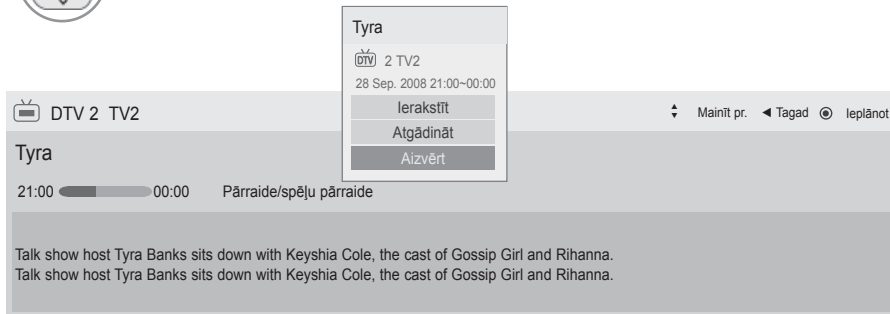 Tyra
DTV 2 TV2
28 Sep. 2008 21:00~00:00
Ierakstīt
Atgādināt
Aizvērt
DTV 2 TV2
Mainīt pr. ◀ Tagad ◉ Ieplānot
Tyra
21:00 00:00 Pārraide/spēļu pārraide
Talk show host Tyra Banks sits down with Keyshia Cole, the cast of Gossip Girl and Rihanna.
Talk show host Tyra Banks sits down with Keyshia Cole, the cast of Gossip Girl and Rihanna.